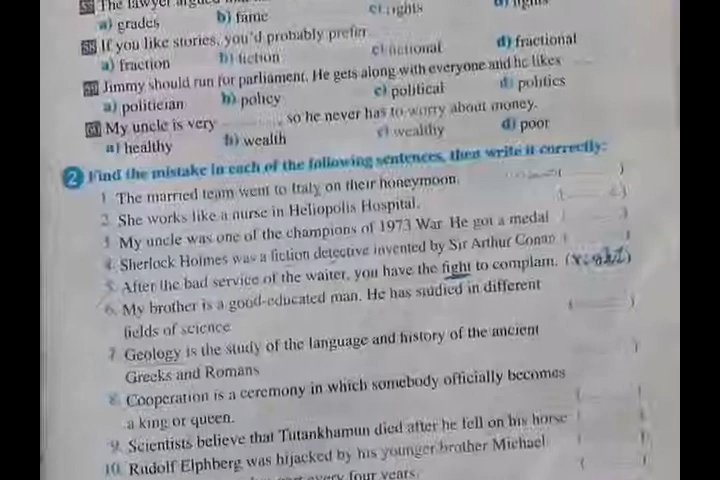 The lawyer argued
a) grades b) fame c) rights
58 If you like stories, you'd probably prefer
a) fraction b) fiction c) fictional d) fractional
59 Jimmy should run for parliament. He gets along with everyone and he likes
a) politician b) policy c) political d) politics
60 My uncle is very .......... so he never has to worry about money.
a) healthy b) wealth c) wealthy d) poor
2 Find the mistake in each of the following sentences, then write it correctly:
1. The married team went to Italy on their honeymoon. ( )
2. She works like a nurse in Heliopolis Hospital. ( )
3. My uncle was one of the champions of 1973 War. He got a medal ( )
4. Sherlock Holmes was a fiction detective invented by Sir Arthur Conan ( )
5. After the bad service of the waiter, you have the fight to complain. (right)
6. My brother is a good-educated man. He has studied in different
fields of science ( )
7. Geology is the study of the language and history of the ancient
Greeks and Romans ( )
8. Cooperation is a ceremony in which somebody officially becomes
a king or queen. ( )
9. Scientists believe that Tutankhamun died after he fell on his horse ( )
10. Rudolf Elphberg was hijacked by his younger brother Michael ( )
every four years. ( )